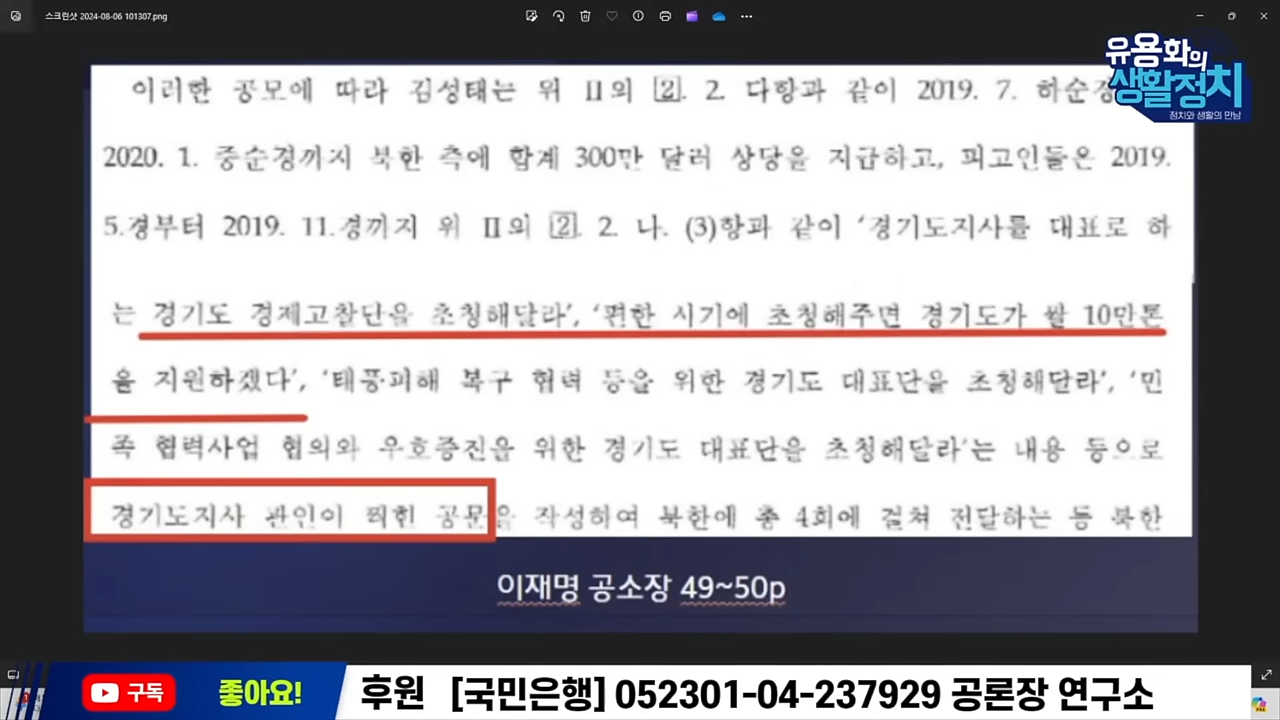 스크린샷 2024-08-06 101307.png
유용화의
생활정치
정치와 생활의 만남
이러한 공모에 따라 김성태는 위 Ⅱ의 2. 2. 다항과 같이 2019. 7. 하순경
2020. 1. 중순경까지 북한 측에 합계 300만 달러 상당을 지급하고, 피고인들은 2019.
5.경부터 2019. 11.경까지 위 Ⅱ의 2. 2. 나. (3)항과 같이 '경기도지사를 대표로 하
는 경기도 경제고찰단을 초청해달라', '편한 시기에 초청해주면 경기도가 쌀 10만톤
을 지원하겠다', '태풍피해 복구 협력 등을 위한 경기도 대표단을 초청해달라', '민
족 협력사업 협의와 우호증진을 위한 경기도 대표단을 초청해달라'는 내용 등으로
경기도지사 관인이 찍힌 공문을 작성하여 북한에 총 4회에 걸쳐 전달하는 등 북한
이재명 공소장 49~50p
구독 좋아요! 후원 [국민은행] 052301-04-237929 공론장 연구소